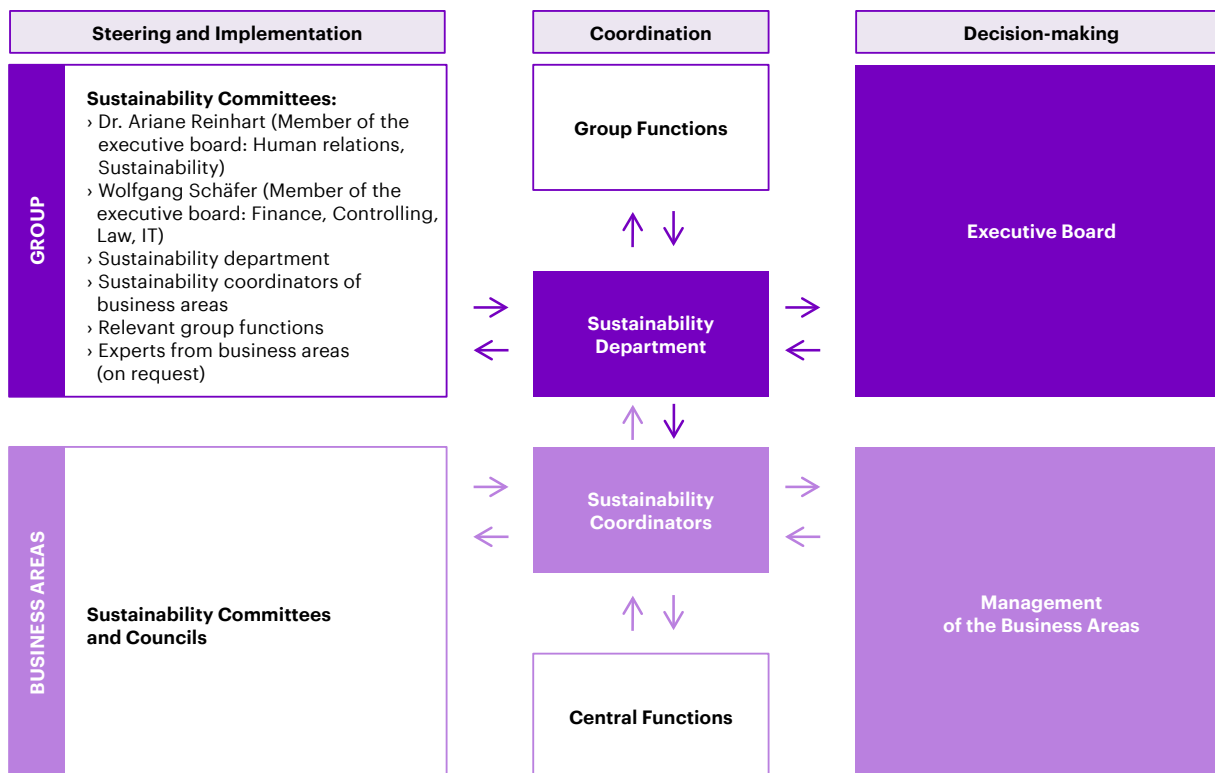 Steering and Implementation
Coordination
Decision-making
GROUP
Sustainability Committees:
› Dr. Ariane Reinhart (Member of the
executive board: Human relations,
Sustainability)
› Wolfgang Schäfer (Member of the
executive board: Finance, Controlling,
Law, IT)
› Sustainability department
› Sustainability coordinators of
business areas
› Relevant group functions
› Experts from business areas
(on request)
Group Functions
Sustainability
Department
Executive Board
BUSINESS AREAS
Sustainability Committees
and Councils
Sustainability
Coordinators
Central Functions
Management
of the Business Areas